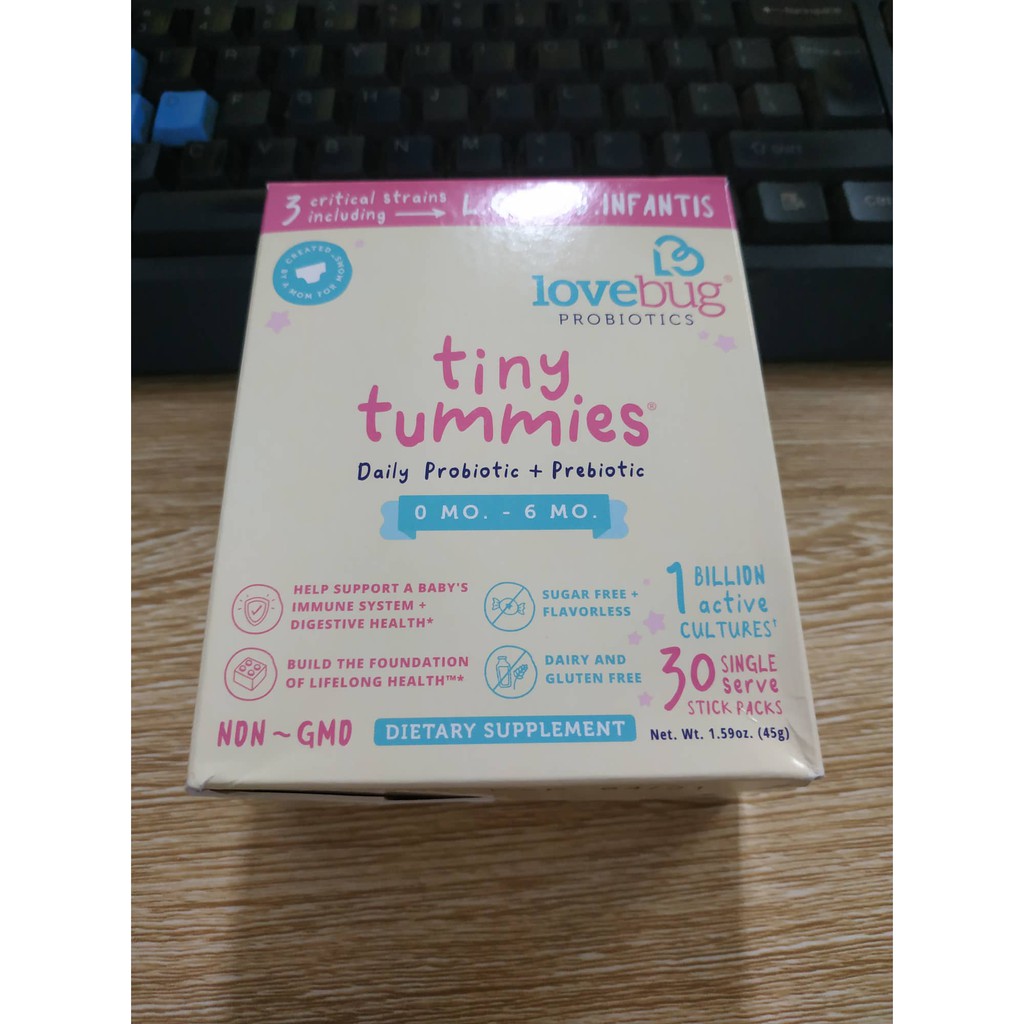 3 critical strains
including → L. INFANTIS
CREATED BY A MOM FOR MOMS
lovebug®
PROBIOTICS
tiny
tummies®
Daily Probiotic + Prebiotic
0 MO. - 6 MO.
HELP SUPPORT A BABY'S
IMMUNE SYSTEM +
DIGESTIVE HEALTH*
SUGAR FREE +
FLAVORLESS
1 BILLION
active
CULTURES†
BUILD THE FOUNDATION
OF LIFELONG HEALTH™*
DAIRY AND
GLUTEN FREE
30 SINGLE
serve
STICK PACKS
NON~GMO
DIETARY SUPPLEMENT
Net. Wt. 1.59oz. (45g)